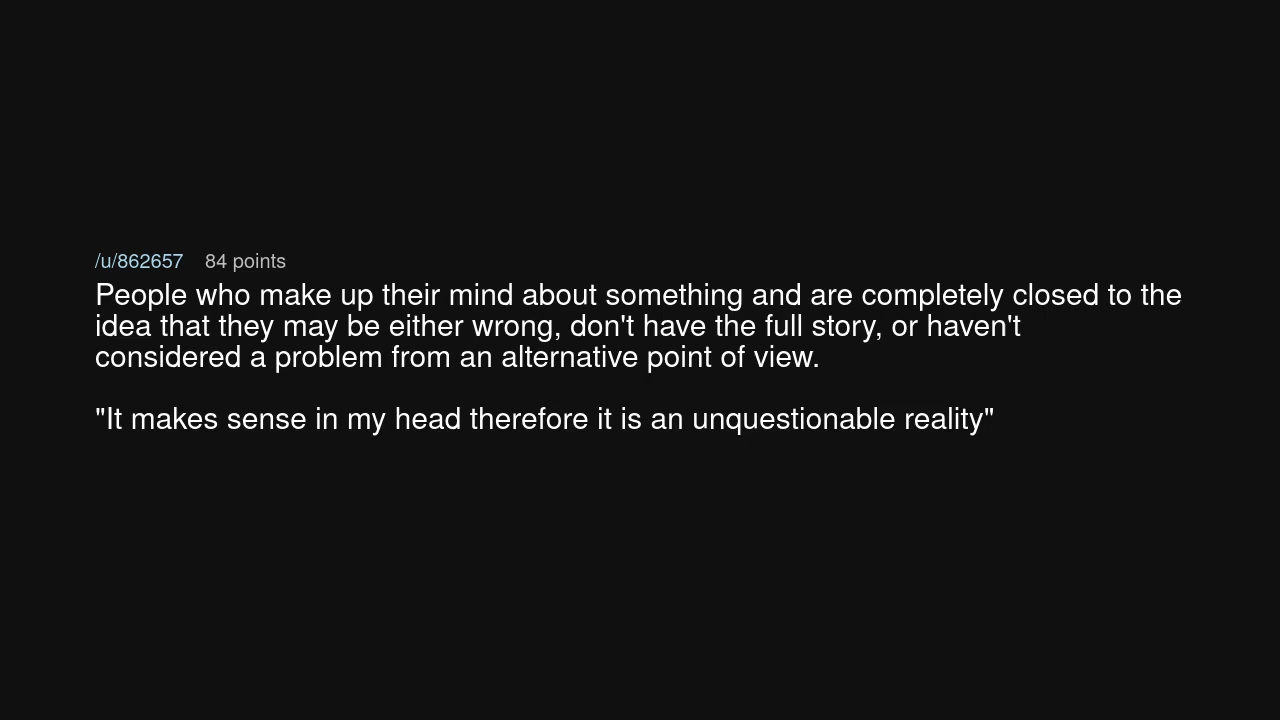 /u/862657 84 points
People who make up their mind about something and are completely closed to the
idea that they may be either wrong, don't have the full story, or haven't
considered a problem from an alternative point of view.
"It makes sense in my head therefore it is an unquestionable reality"